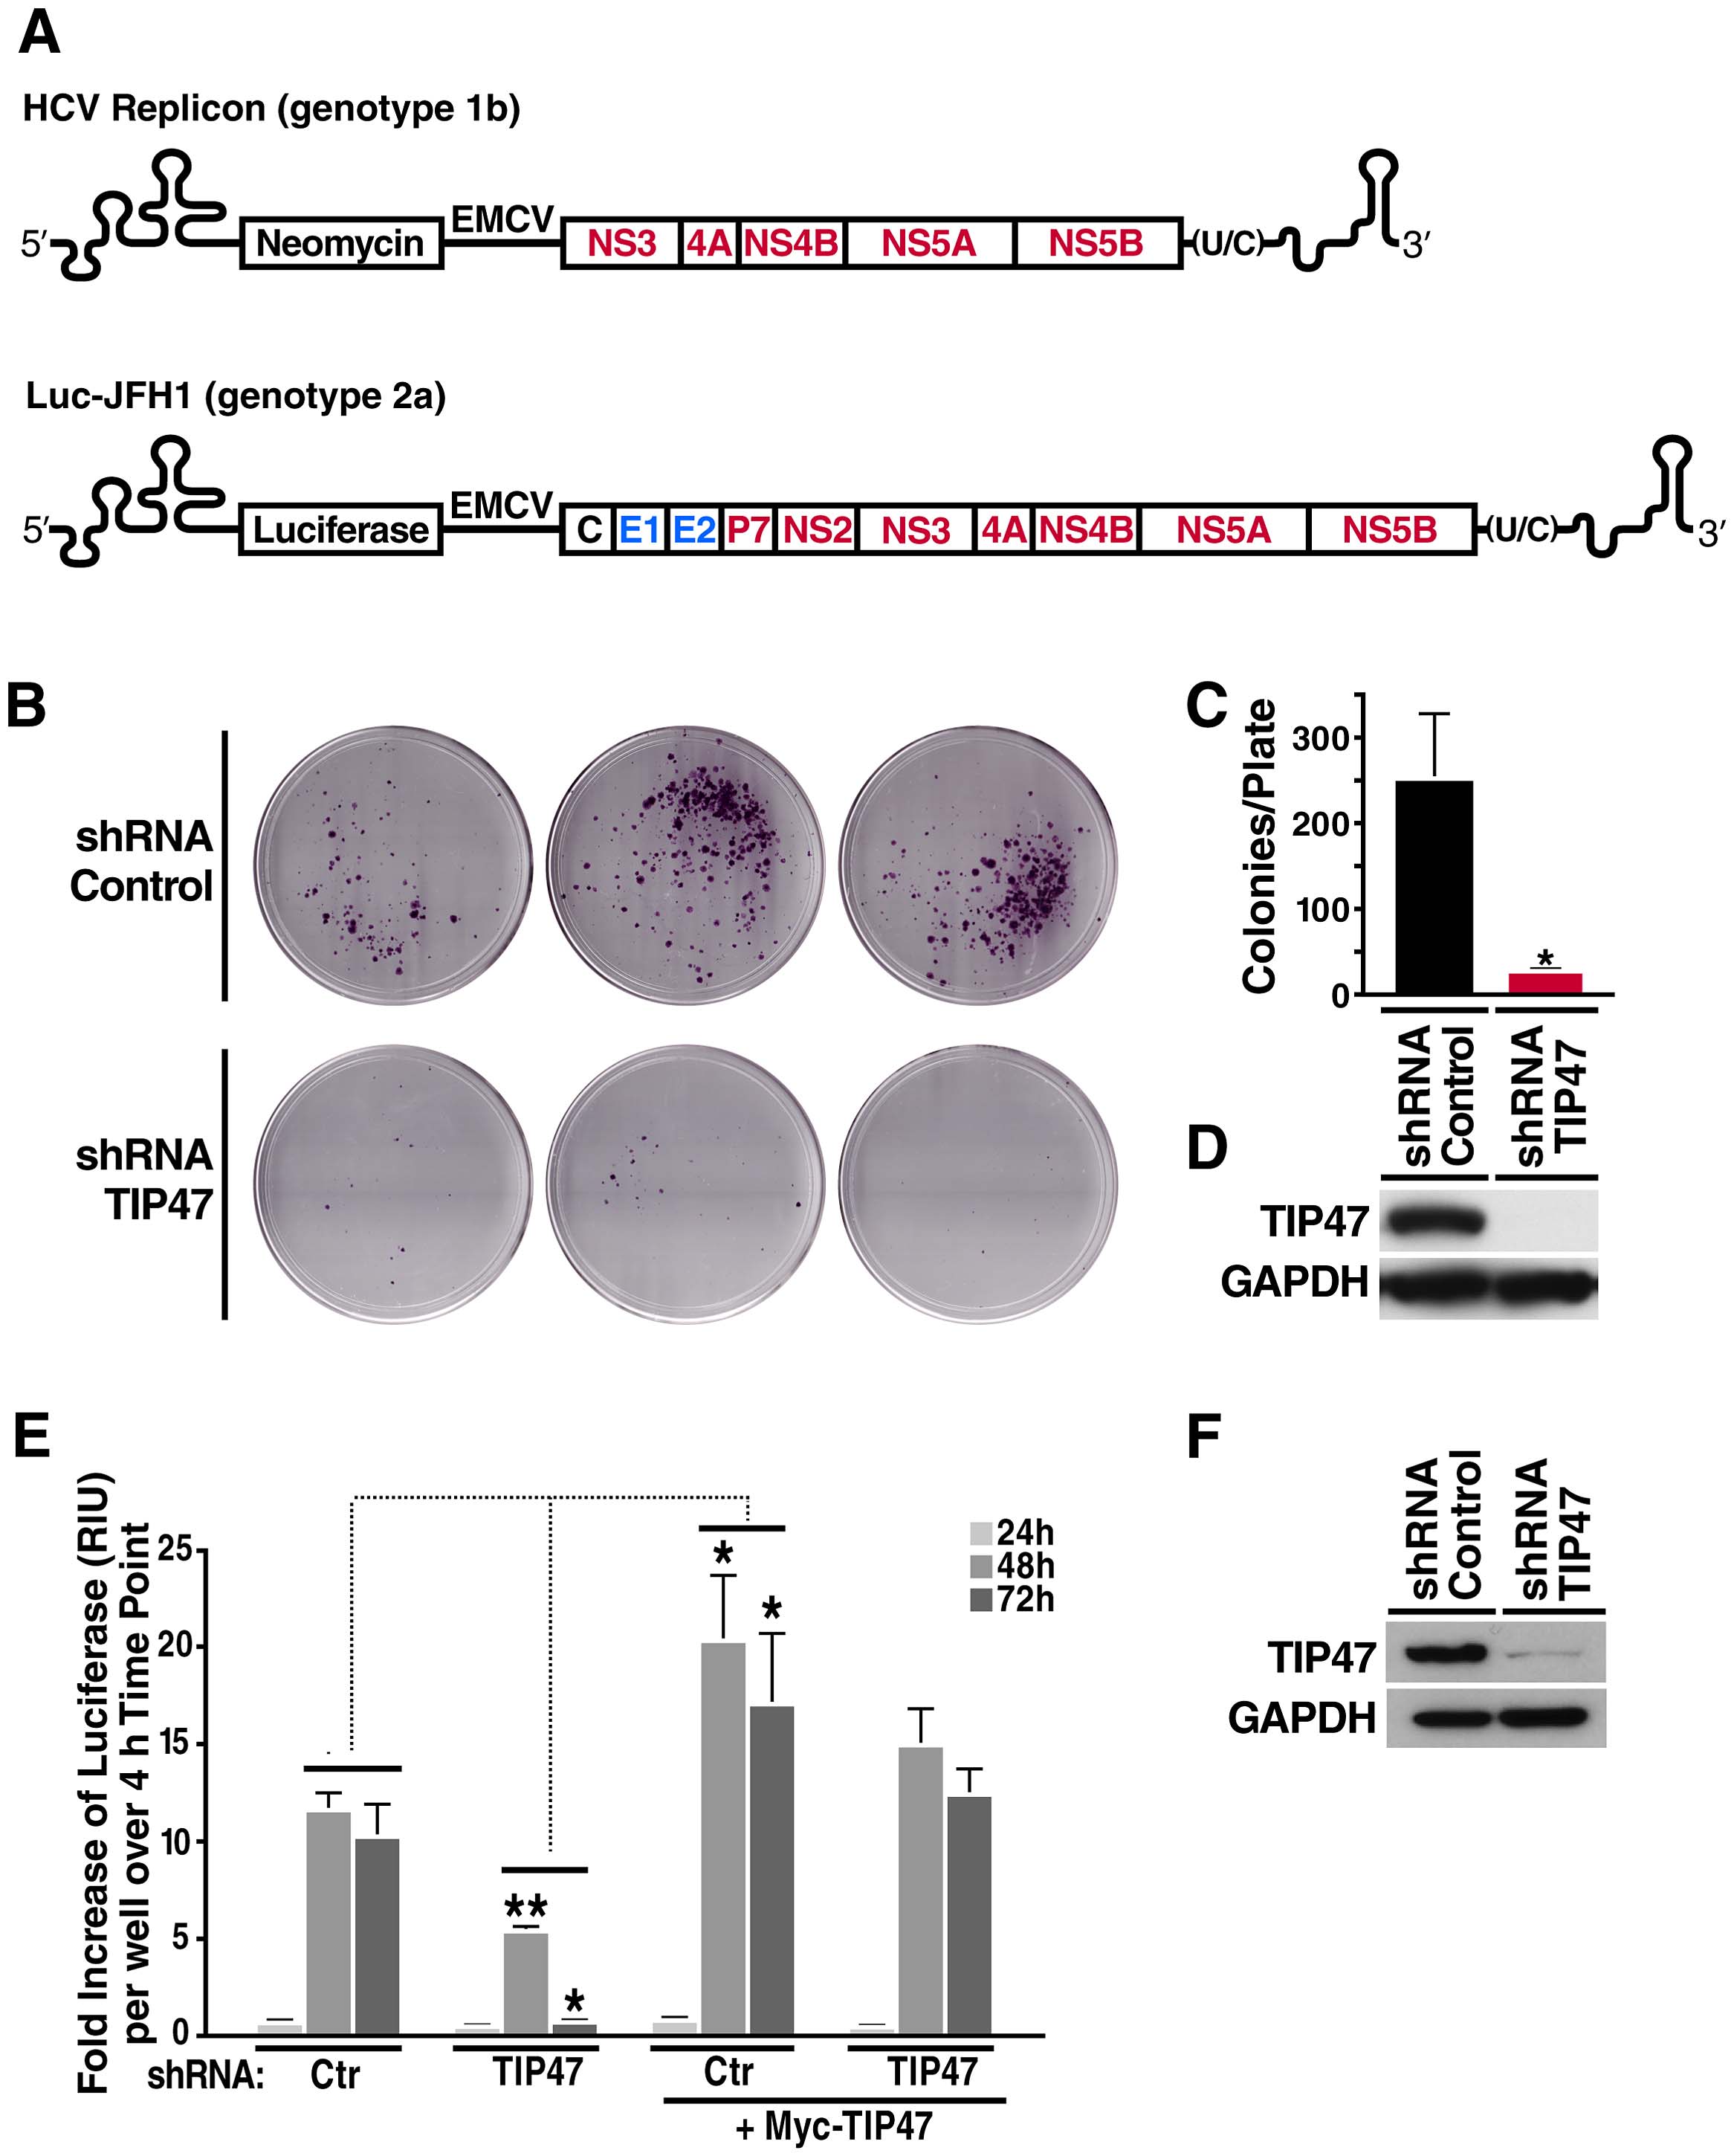 A
HCV Replicon (genotype 1b)
5′ Neomycin EMCV NS3 4A NS4B NS5A NS5B (U/C) 3′
Luc-JFH1 (genotype 2a)
5′ Luciferase EMCV C E1 E2 P7 NS2 NS3 4A NS4B NS5A NS5B (U/C) 3′
B
shRNA
Control
shRNA
TIP47
C
Colonies/Plate
300
200
100
0
*
shRNA
Control
shRNA
TIP47
D
TIP47
GAPDH
E
Fold Increase of Luciferase (RIU)
per well over 4 h Time Point
25
20
15
10
5
0
**
*
*
*
24h
48h
72h
shRNA: Ctr TIP47 Ctr TIP47
+ Myc-TIP47
F
shRNA
Control
shRNA
TIP47
TIP47
GAPDH